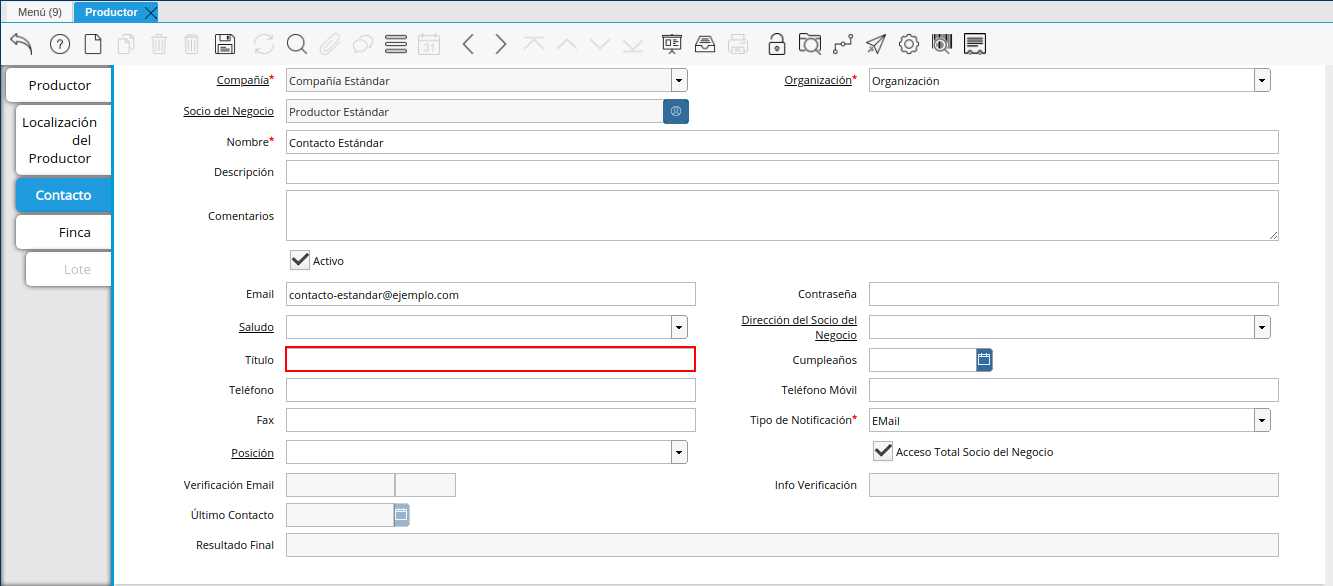 Menú (9) Productor
31
Productor
Localización
del
Productor
Contacto
Finca
Lote
Compañía* Compañía Estándar Organización* Organización
Socio del Negocio Productor Estándar
Nombre* Contacto Estándar
Descripción
Comentarios
Activo
Email contacto-estandar@ejemplo.com Contraseña
Saludo Dirección del Socio del
Negocio
Título Cumpleaños
Teléfono Teléfono Móvil
Fax Tipo de Notificación* EMail
Posición Acceso Total Socio del Negocio
Verificación Email Info Verificación
Último Contacto
Resultado Final